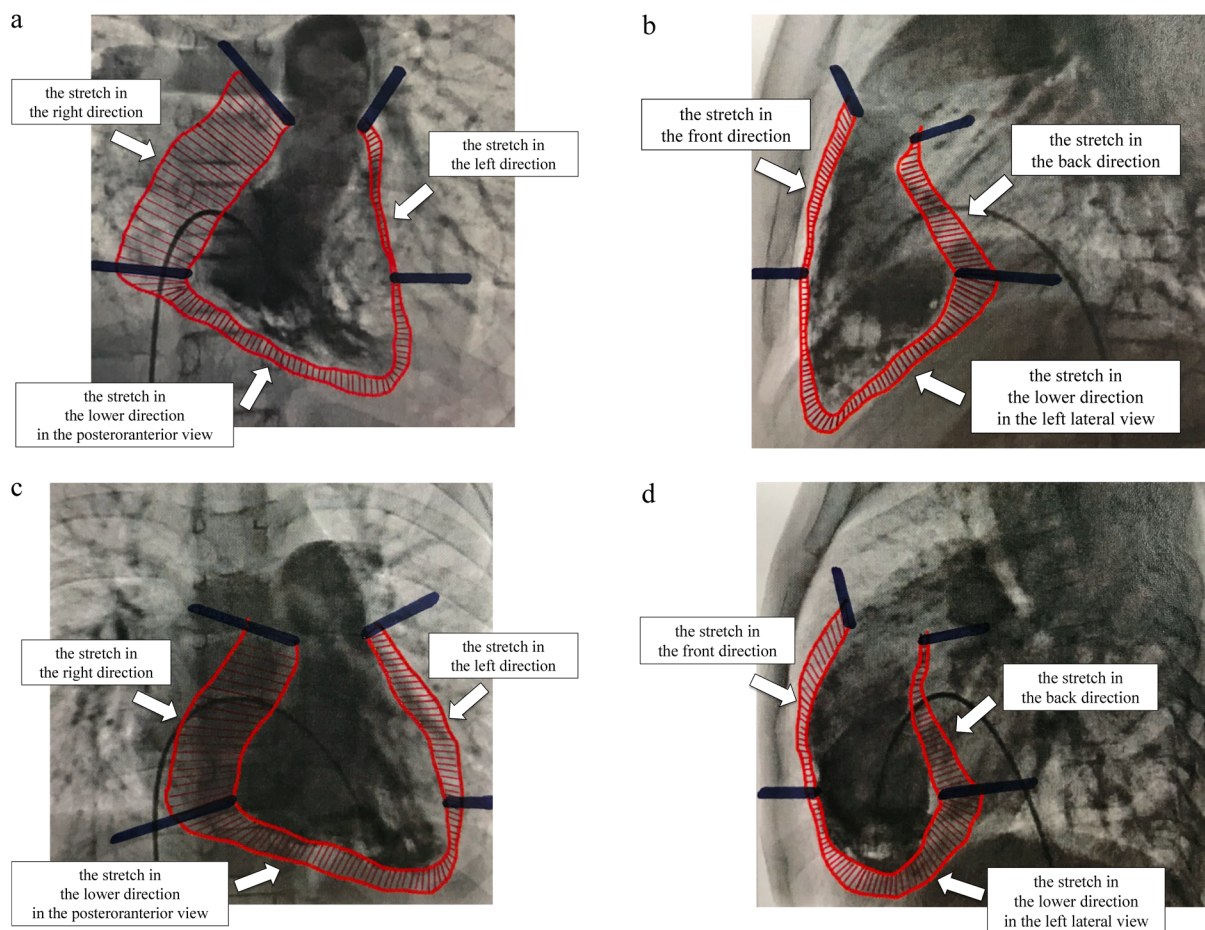 a
the stretch in
the right direction
the stretch in
the left direction
the stretch in
the lower direction
in the posteroranterior view
b
the stretch in
the front direction
the stretch in
the back direction
the stretch in
the lower direction
in the left lateral view
c
the stretch in
the right direction
the stretch in
the left direction
the stretch in
the lower direction
in the posteroranterior view
d
the stretch in
the front direction
the stretch in
the back direction
the stretch in
the lower direction
in the left lateral view